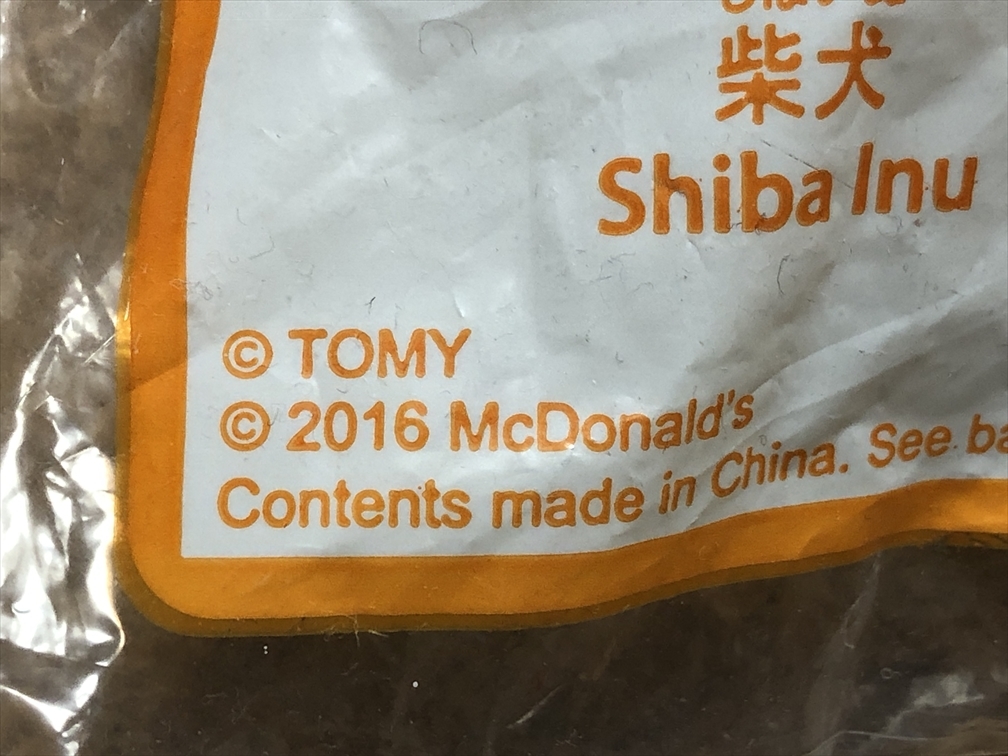 柴犬
Shiba Inu
© TOMY
© 2016 McDonald's
Contents made in China. See